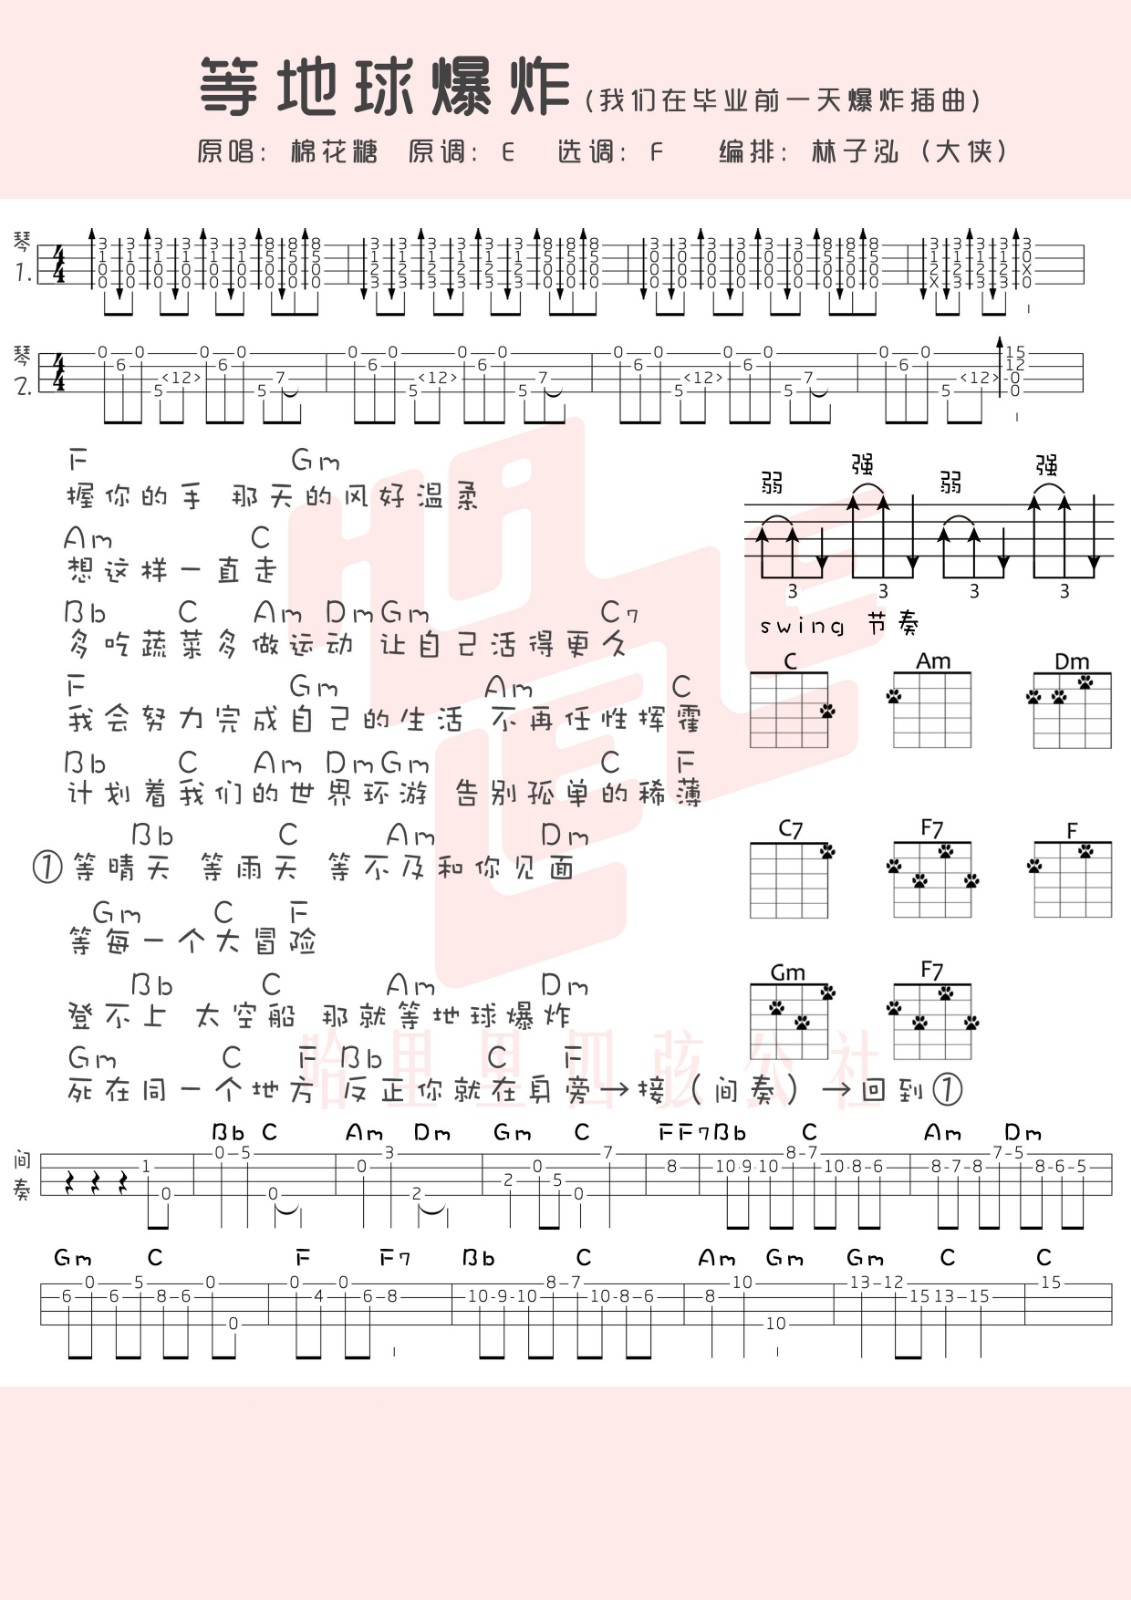 等地球爆炸(我们在毕业前一天爆炸插曲)
原唱：棉花糖 原调：E 选调：F 编排：林子泓（大侠）
琴1.
琴2.
F Gm
握你的手 那天的风好温柔
Am C
想这样一直走
Bb C Am Dm Gm C7
多吃蔬菜多做运动 让自己活得更久
F Gm Am C
我会努力完成自己的生活 不再任性挥霍
Bb C Am Dm Gm C F
计划着我们的世界环游 告别孤单的稀薄
Bb C Am Dm
①等晴天 等雨天 等不及和你见面
Gm C F
等每一个大冒险
Bb C Am Dm
登不上 太空船 那就等地球爆炸
Gm C F Bb C F
死在同一个地方 反正你就在身旁→接（间奏）→回到①
弱 强 弱 强
3 3 3 3
swing 节奏
C Am Dm
C7 F7 F
Gm F7
哈里里四弦公社
Bb C Am Dm Gm C F F7 Bb C Am Dm
间奏
Gm C F F7 Bb C Am Gm Gm C C